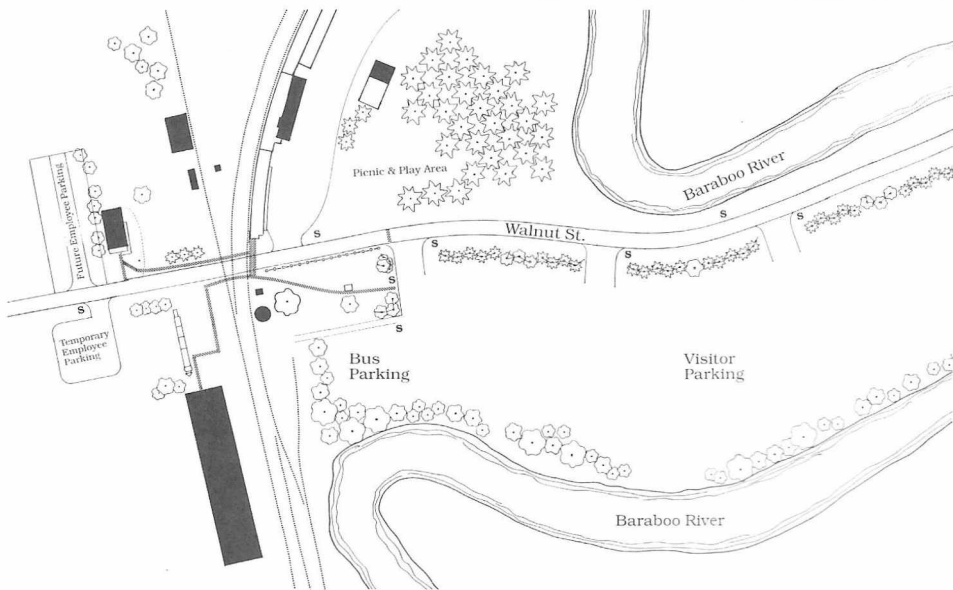 Baraboo River
Picnic & Play Area
Future Employee Parking
S
S
Walnut St.
S
S
S
S
S
Temporary
Employee
Parking
S
Bus
Parking
Visitor
Parking
Baraboo River